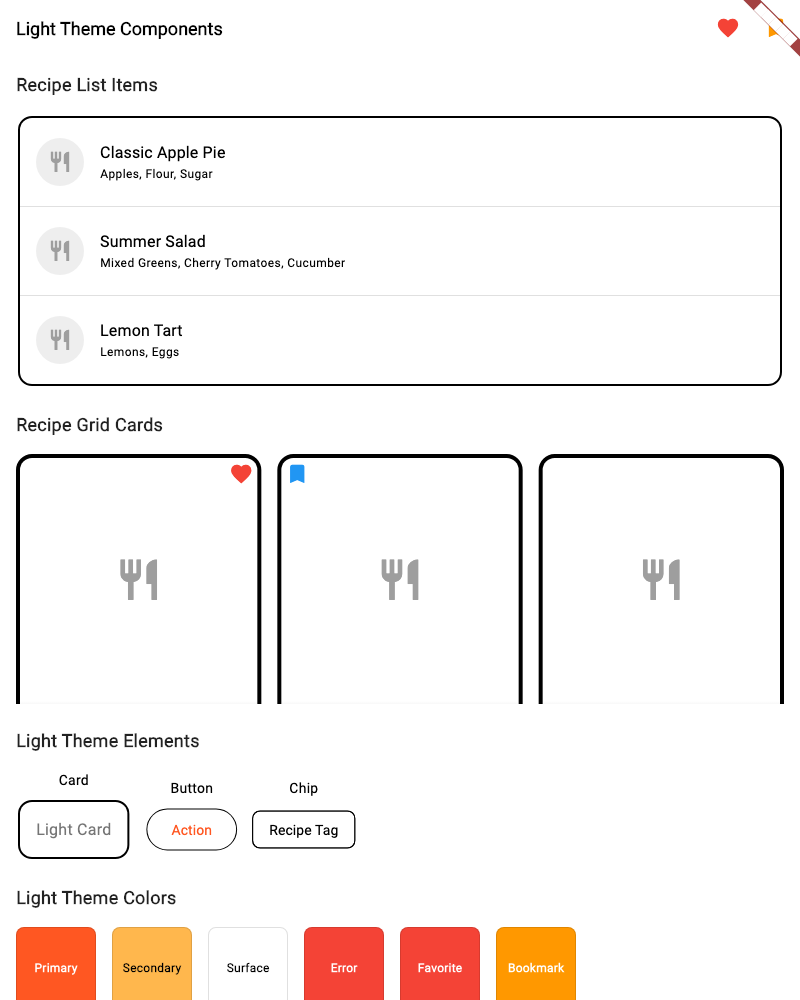 Light Theme Components
Recipe List Items
Classic Apple Pie
Apples, Flour, Sugar
Summer Salad
Mixed Greens, Cherry Tomatoes, Cucumber
Lemon Tart
Lemons, Eggs
Recipe Grid Cards
Light Theme Elements
Card
Button
Chip
Light Card
Action
Recipe Tag
Light Theme Colors
Primary
Secondary
Surface
Error
Favorite
Bookmark